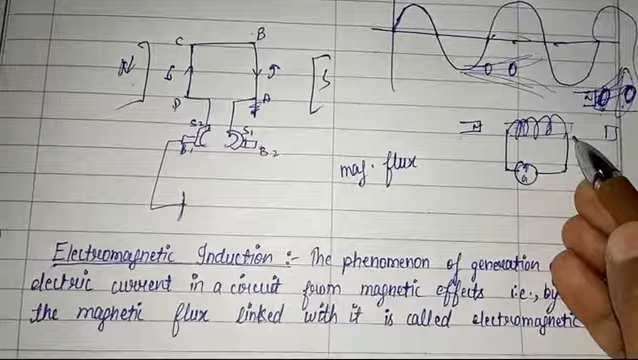 C B
N S
D A
S2 S1
B1 B2
N
G
mag. flux
Electromagnetic Induction :- The phenomenon of generation
electric current in a circuit from magnetic effects i.e., by
the magnetic flux linked with it is called electromagnetic